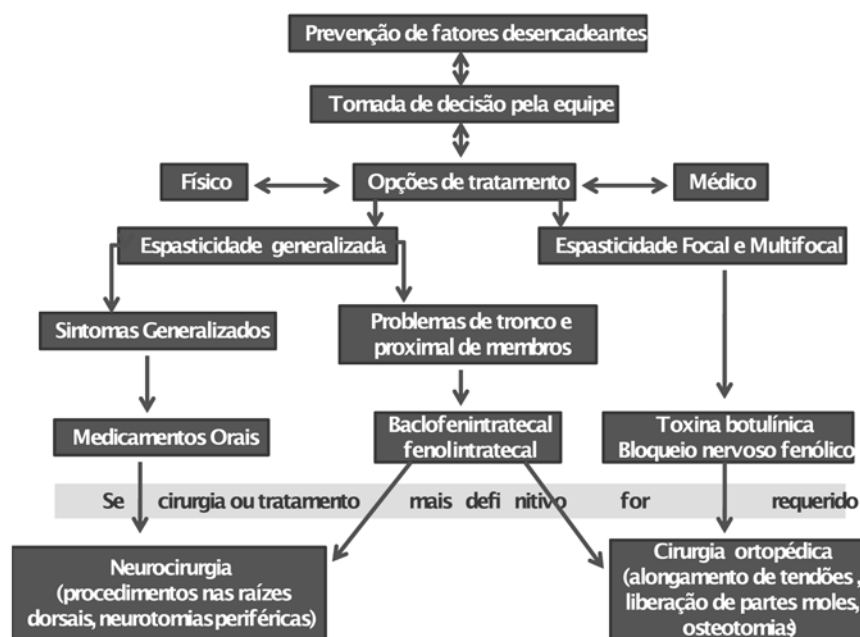 Prevenção de fatores desencadeantes
Tomada de decisão pela equipe
Físico
Opções de tratamento
Médico
Espasticidade generalizada
Espasticidade Focal e Multifocal
Sintomas Generalizados
Problemas de tronco e
proximal de membros
Medicamentos Orais
Baclofenintratecal
fenolintratecal
Toxina botulínica
Bloqueio nervoso fenólico
Se cirurgia ou tratamento mais defi nitivo for requerido
Neurocirurgia
(procedimentos nas raízes
dorsais, neurotomias periféricas)
Cirurgia ortopédica
(alongamento de tendões ,
liberação de partes moles,
osteotomias)